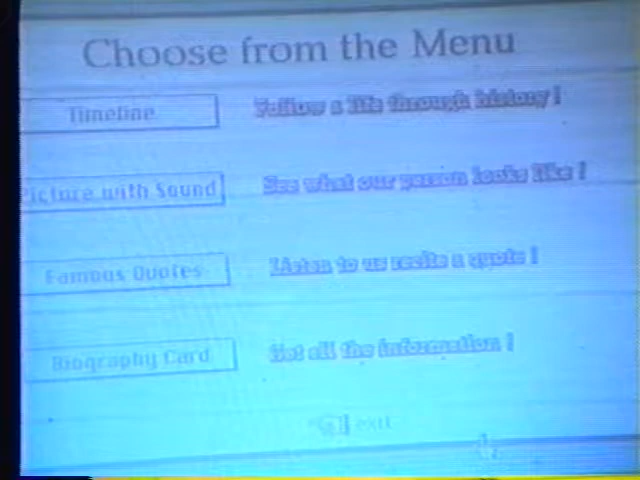 Choose from the Menu
Timeline
Follow a life through history !
Picture with Sound
See what our person looks like !
Famous Quotes
Listen to us recite a quote !
Biography Card
Get all the information !
exit